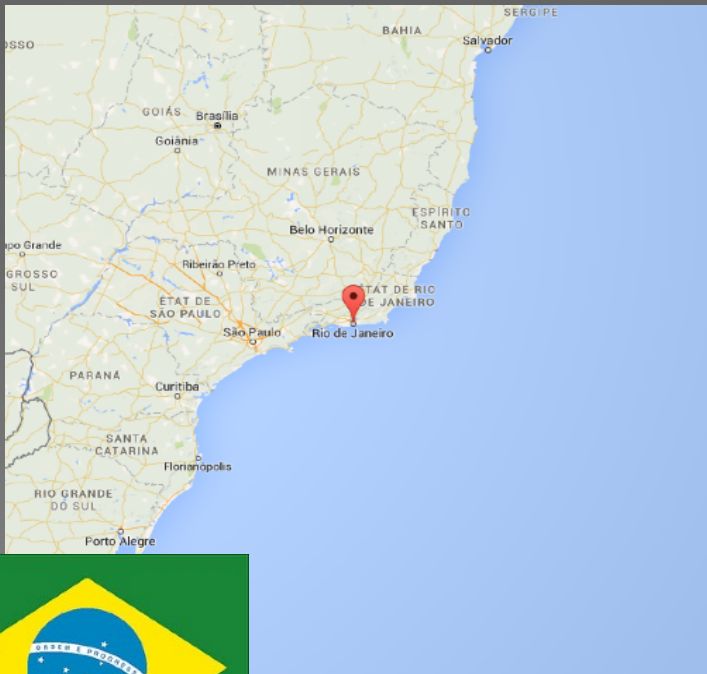 SERGIPE
BAHIA
OSSO
Salvador
GOIÁS
Brasília
Goiânia
MINAS GERAIS
ESPÍRITO
SANTO
Belo Horizonte
Grande
Ribeirão Preto
GROSSO
SUL
ÉTAT DE RIO
DE JANEIRO
ÉTAT DE
SÃO PAULO
São Paulo
Rio de Janeiro
PARANÁ
Curitiba
SANTA
CATARINA
Florianópolis
RIO GRANDE
DO SUL
Porto Alegre
ORDEM E PROGRESS